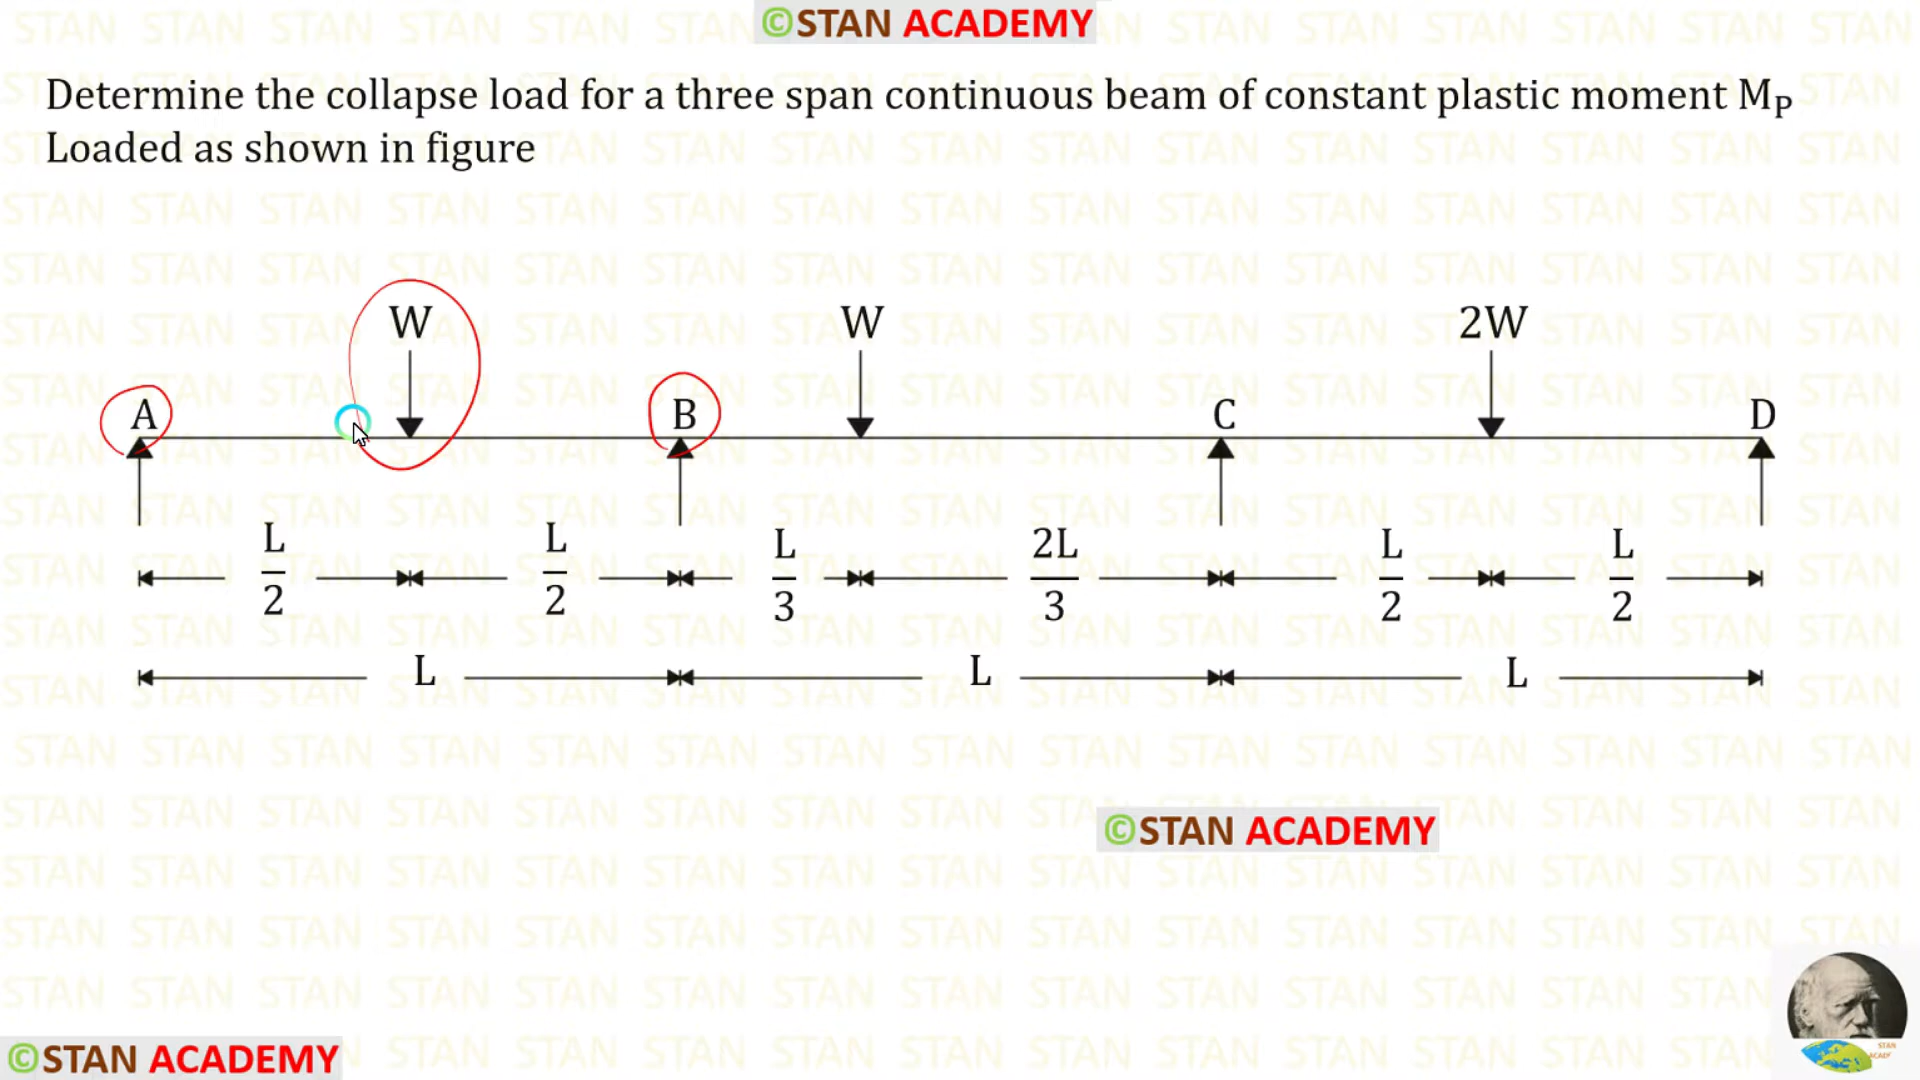 ©STAN ACADEMY
Determine the collapse load for a three span continuous beam of constant plastic moment MP
Loaded as shown in figure
W W 2W
A B C D
L/2 L/2 L/3 2L/3 L/2 L/2
L L L
©STAN ACADEMY
©STAN ACADEMY
STAN